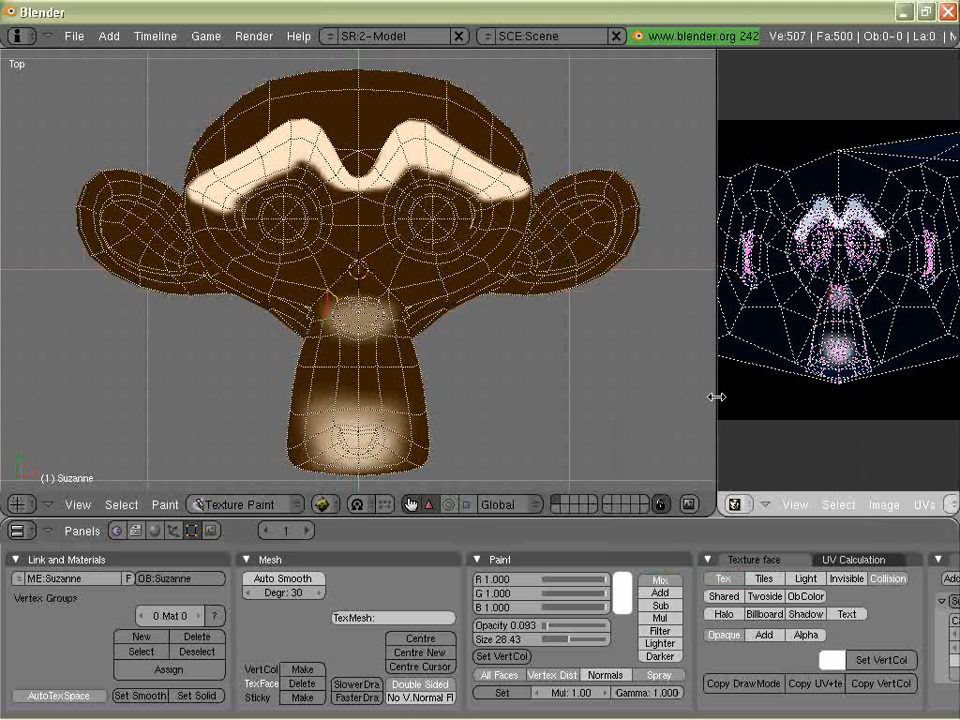 Blender
File Add Timeline Game Render Help SR:2-Model SCE:Scene www.blender.org 242 Ve:507 | Fa:500 | Ob:0-0 | La:0 |
Top
(1) Suzanne
View Select Paint Texture Paint Global View Select Image UVs
Panels 1
Link and Materials
ME:Suzanne F OB:Suzanne
Vertex Groups
0 Mat 0 ?
New Delete
Select Deselect
Assign
AutoTexSpace Set Smooth Set Solid
Mesh
Auto Smooth
Degr: 30
TexMesh:
Centre
Centre New
Centre Cursor
VertCol Make
TexFace Delete SlowerDra Double Sided
Sticky Make FasterDra No V.Normal Fl
Paint
R 1.000
G 1.000
B 1.000
Opacity 0.093
Size 28.43
Set VertCol
Mix
Add
Sub
Mul
Filter
Lighter
Darker
All Faces Vertex Dist Normals Spray
Set Mul: 1.00 Gamma: 1.000
Texture face UV Calculation
Tex Tiles Light Invisible Collision
Shared Twoside ObColor
Halo Billboard Shadow Text
Opaque Add Alpha
Set VertCol
Copy DrawMode Copy UV+te Copy VertCol